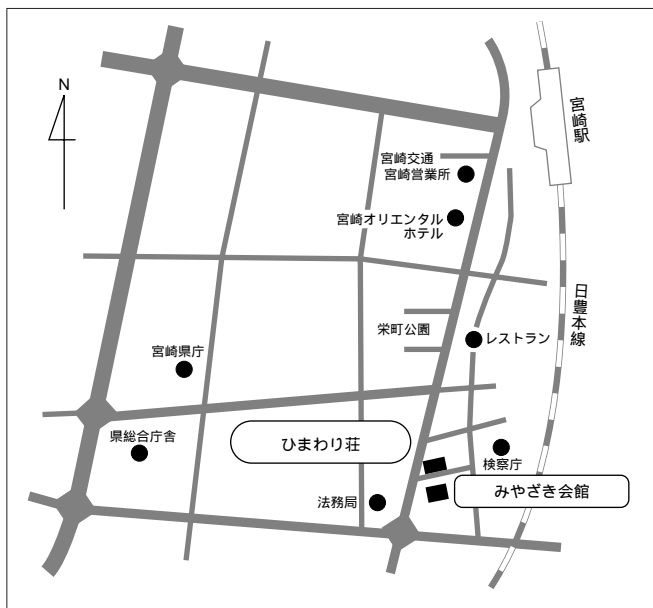 N
宮崎駅
宮崎交通
宮崎営業所
宮崎オリエンタル
ホテル
日豊本線
栄町公園
レストラン
宮崎県庁
県総合庁舎
ひまわり荘
検察庁
みやざき会館
法務局